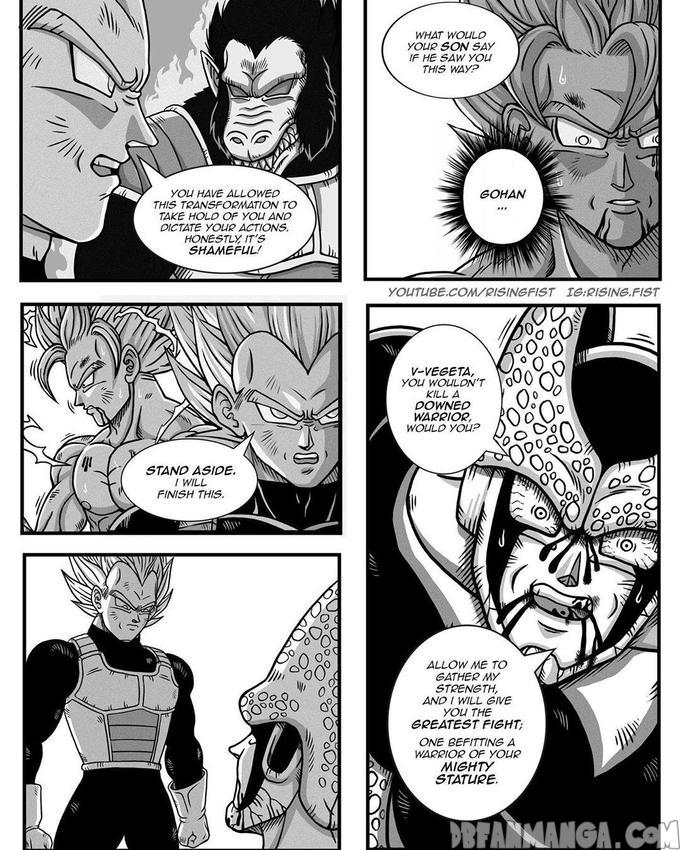 YOU HAVE ALLOWED
THIS TRANSFORMATION TO
TAKE HOLD OF YOU AND
DICTATE YOUR ACTIONS.
HONESTLY, IT'S
SHAMEFUL!
WHAT WOULD
YOUR SON SAY
IF HE SAW YOU
THIS WAY?
GOHAN
...
YOUTUBE.COM/RISINGFIST IG:RISING.FIST
STAND ASIDE.
I WILL
FINISH THIS.
V-VEGETA,
YOU WOULDN'T
KILL A
DOWNED
WARRIOR,
WOULD YOU?
ALLOW ME TO
GATHER MY
STRENGTH,
AND I WILL GIVE
YOU THE
GREATEST FIGHT;
ONE BEFITTING A
WARRIOR OF YOUR
MIGHTY
STATURE.
DBFANMANGA.COM